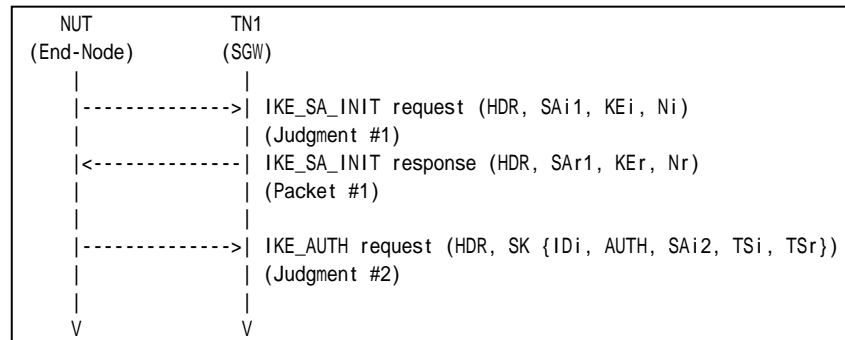 NUT TN1
(End-Node) (SGW)
| |
|-------------->| IKE_SA_INIT request (HDR, SAi1, KEi, Ni)
| | (Judgment #1)
|<--------------| IKE_SA_INIT response (HDR, SAr1, KEr, Nr)
| | (Packet #1)
| |
|-------------->| IKE_AUTH request (HDR, SK {IDi, AUTH, SAi2, TSi, TSr})
| | (Judgment #2)
| |
V V